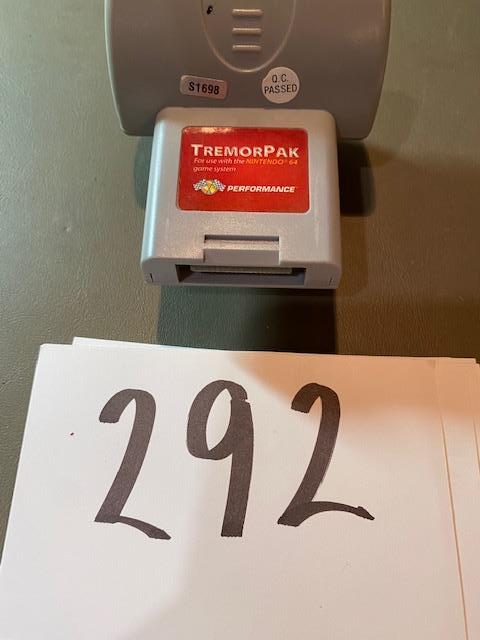 S1698
Q.C.
PASSED
TREMORPAK
For use with the NINTENDO® 64
game system
PERFORMANCE
292